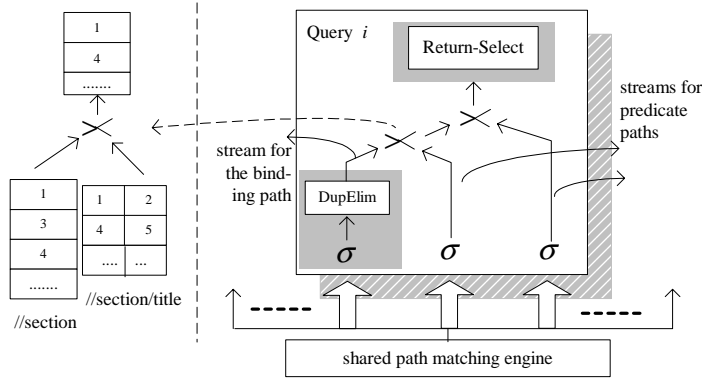 1
4
.......
1
3
4
.......
1 2
4 5
.... ...
//section
//section/title
Query i
Return-Select
stream for
the bind-
ing path
DupElim
σ σ σ
streams for
predicate
paths
shared path matching engine